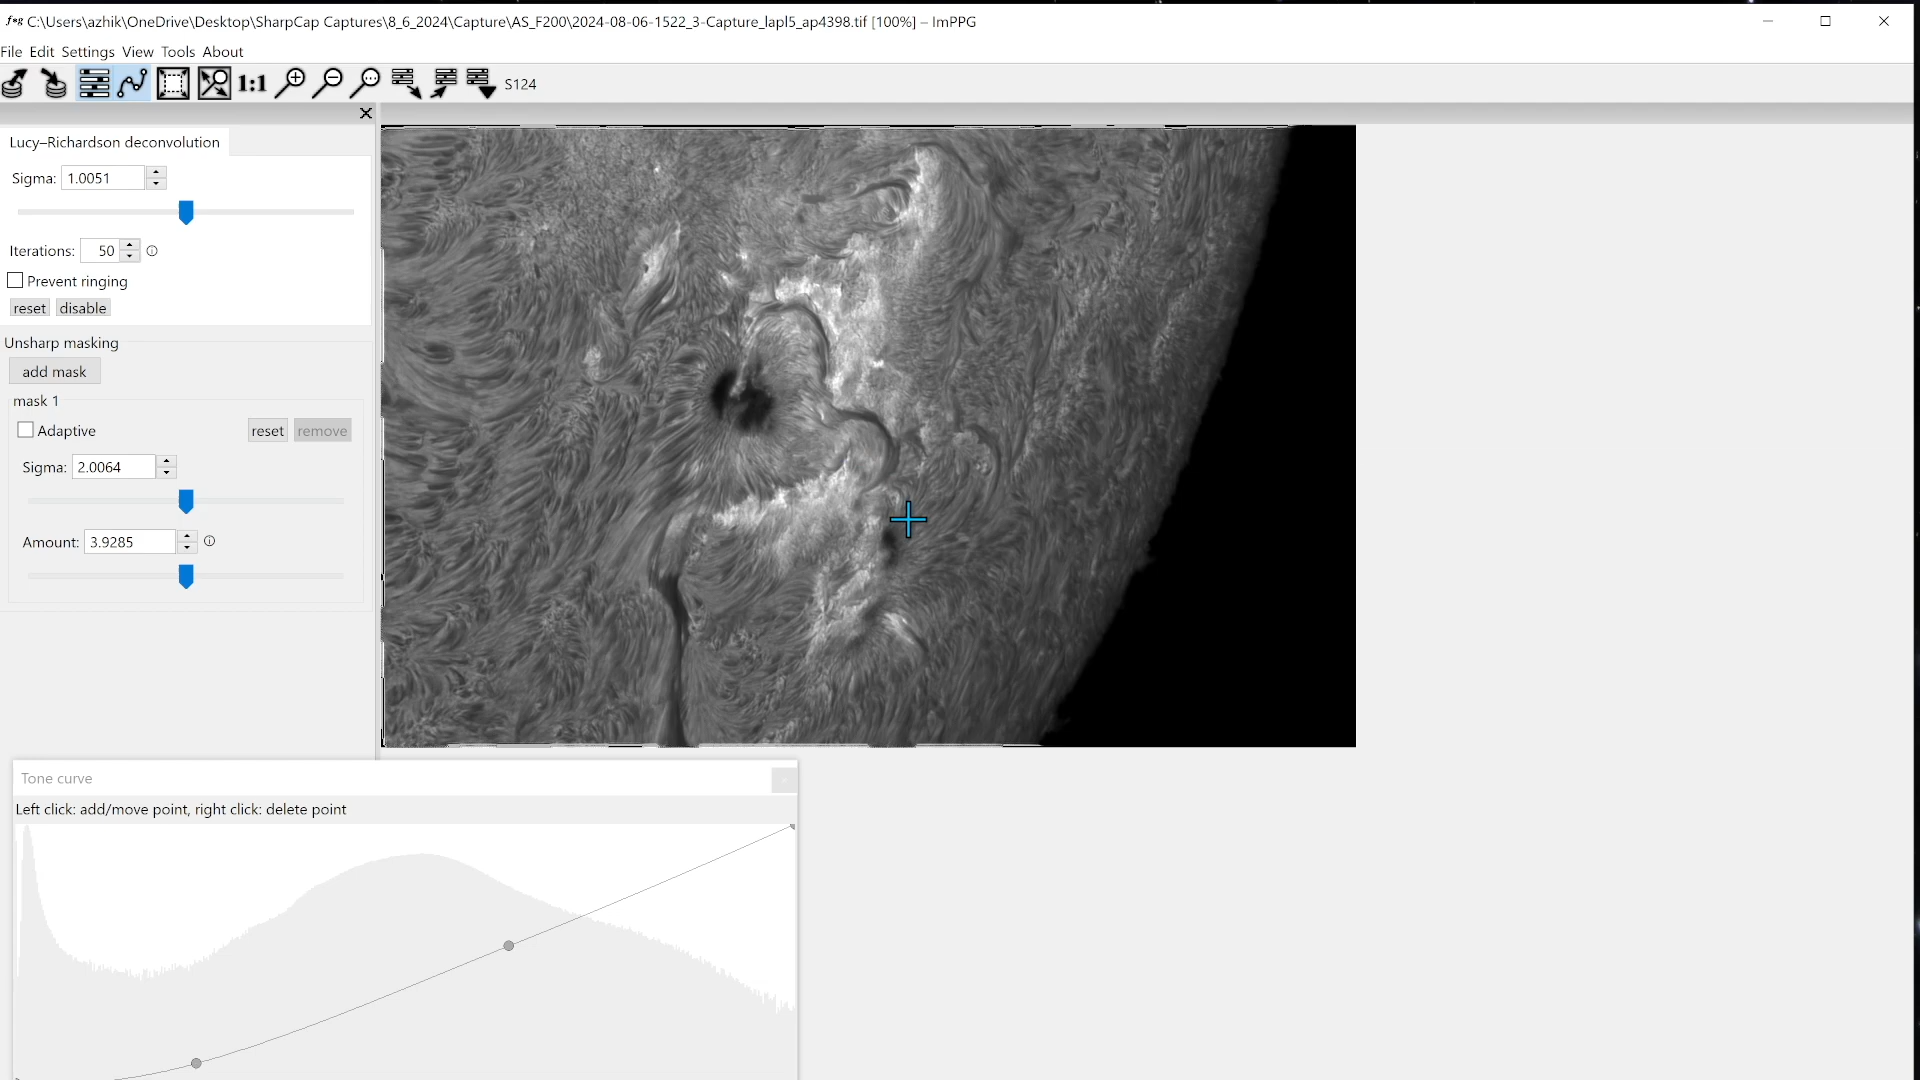 C:\Users\azhik\OneDrive\Desktop\SharpCap Captures\8_6_2024\Capture\AS_F200\2024-08-06-1522_3-Capture_lapl5_ap4398.tif [100%] – ImPPG
File Edit Settings View Tools About
1:1 S124
Lucy–Richardson deconvolution
Sigma: 1.0051
Iterations: 50
Prevent ringing
reset disable
Unsharp masking
add mask
mask 1
Adaptive reset remove
Sigma: 2.0064
Amount: 3.9285
Tone curve
Left click: add/move point, right click: delete point